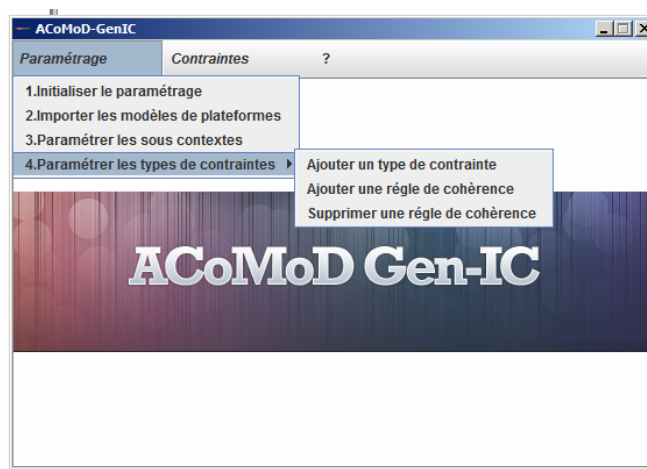 ACoMoD-GenIC
Paramétrage Contraintes ?
1.Initialiser le paramétrage
2.Importer les modèles de plateformes
3.Paramétrer les sous contextes
4.Paramétrer les types de contraintes
Ajouter un type de contrainte
Ajouter une régle de cohèrence
Supprimer une régle de cohèrence
ACoMoD Gen-IC